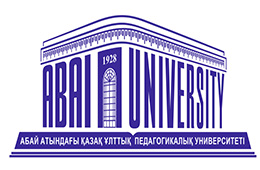 1928
ABAI UNIVERSITY
АБАЙ АТЫНДАҒЫ ҚАЗАҚ ҰЛТТЫҚ ПЕДАГОГИКАЛЫҚ УНИВЕРСИТЕТІ